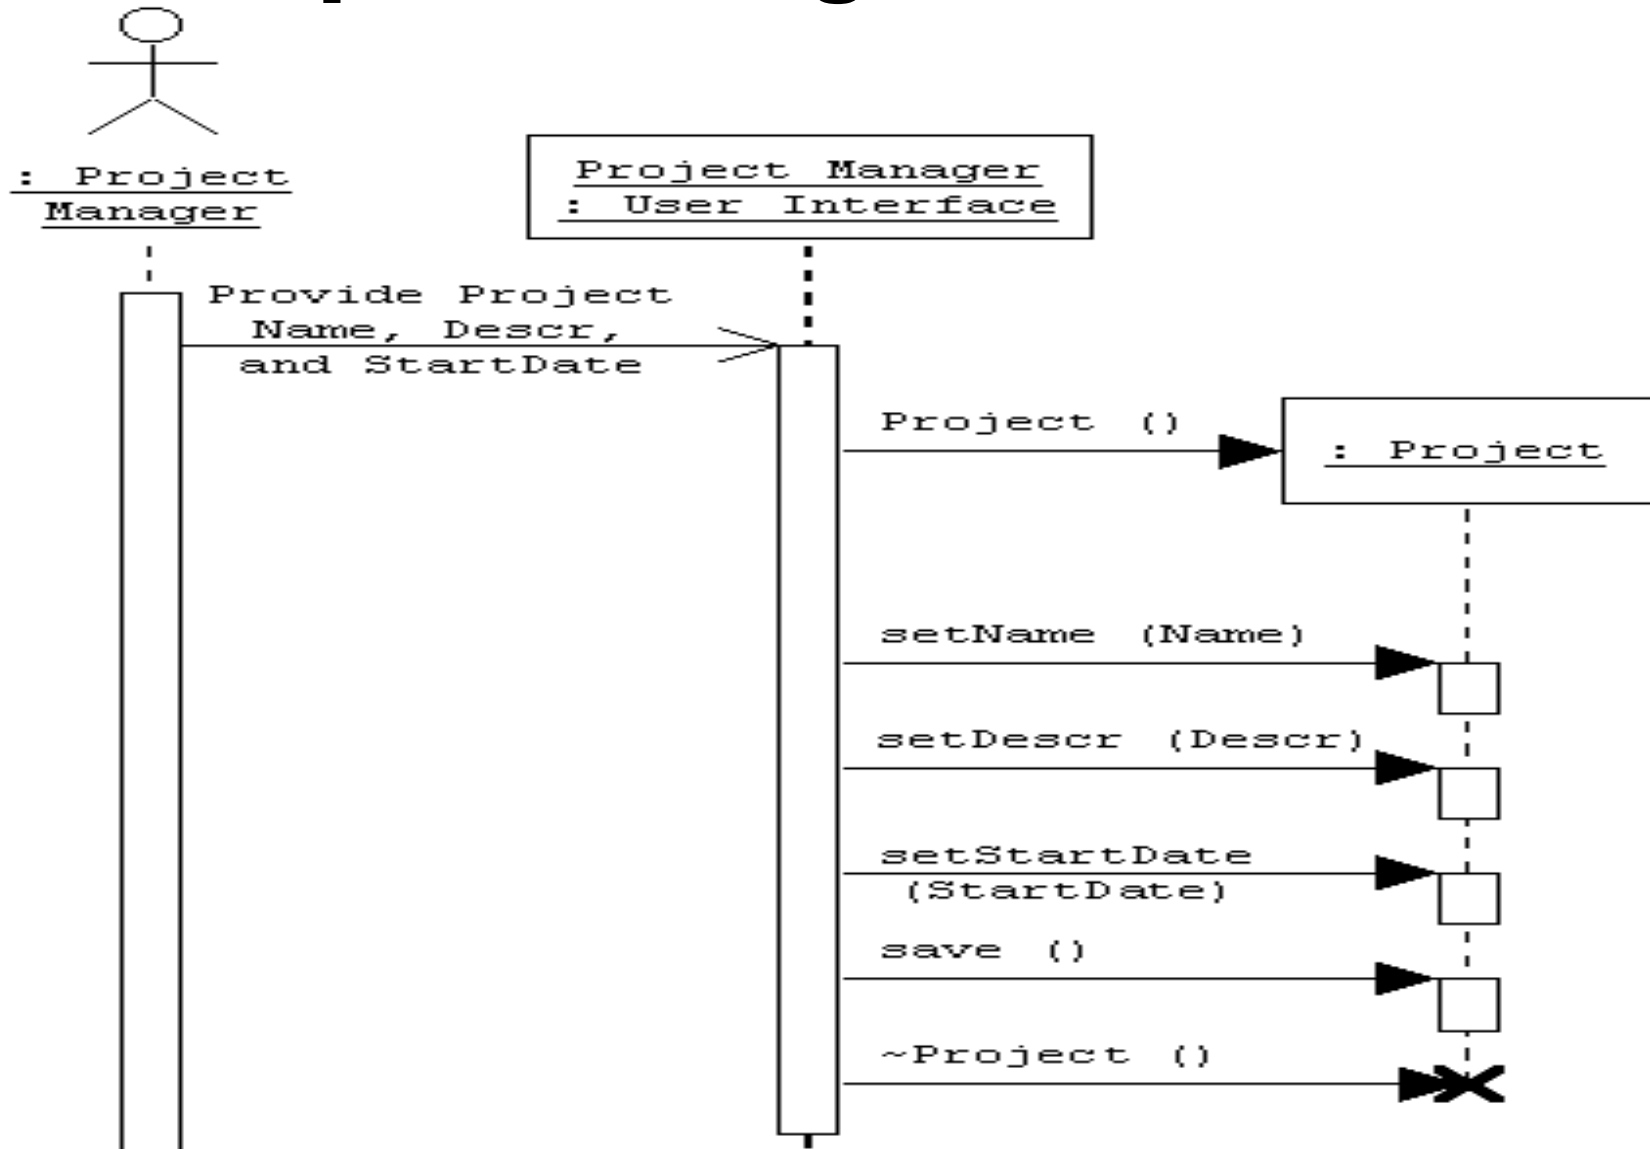 : Project
Manager
Project Manager
: User Interface
Provide Project
Name, Descr,
and StartDate
Project ()
: Project
setName (Name)
setDescr (Descr)
setStartDate
(StartDate)
save ()
~Project ()